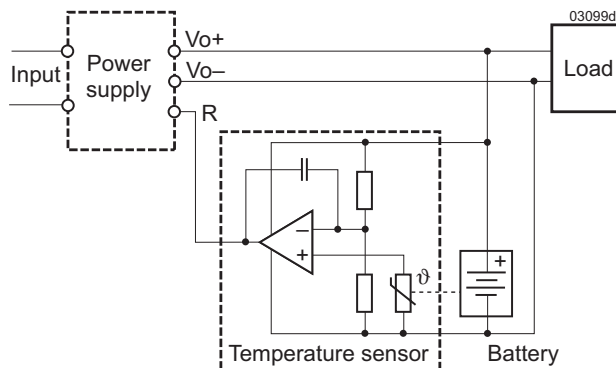 03099d
Vo+
Power
supply
Input
Load
Vo–
R
–
+
ϑ
+
Temperature sensor
Battery